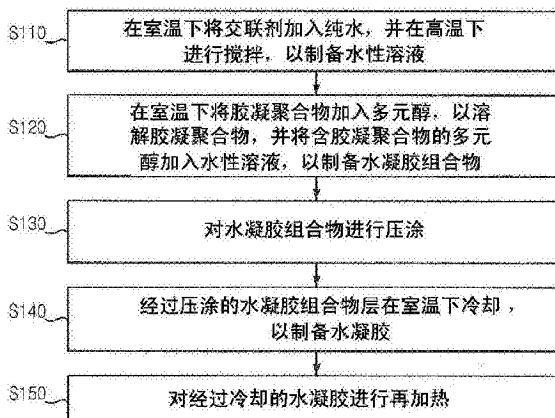 S110
在室温下将交联剂加入纯水，并在高温下
进行搅拌，以制备水性溶液
S120
在室温下将胶凝聚合物加入多元醇，以溶
解胶凝聚合物，并将含胶凝聚合物的多元
醇加入水性溶液，以制备水凝胶组合物
S130
对水凝胶组合物进行压涂
S140
经过压涂的水凝胶组合物层在室温下冷却，
以制备水凝胶
S150
对经过冷却的水凝胶进行再加热